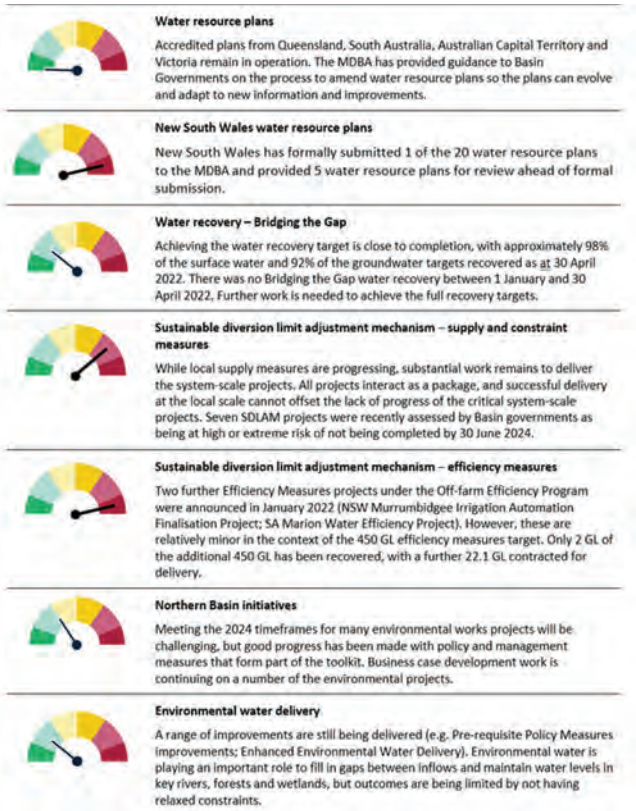 Water resource plans
Accredited plans from Queensland, South Australia, Australian Capital Territory and
Victoria remain in operation. The MDBA has provided guidance to Basin
Governments on the process to amend water resource plans so the plans can evolve
and adapt to new information and improvements.
New South Wales water resource plans
New South Wales has formally submitted 1 of the 20 water resource plans
to the MDBA and provided 5 water resource plans for review ahead of formal
submission.
Water recovery – Bridging the Gap
Achieving the water recovery target is close to completion, with approximately 98%
of the surface water and 92% of the groundwater targets recovered as at 30 April
2022. There was no Bridging the Gap water recovery between 1 January and 30
April 2022. Further work is needed to achieve the full recovery targets.
Sustainable diversion limit adjustment mechanism – supply and constraint
measures
While local supply measures are progressing, substantial work remains to deliver
the system-scale projects. All projects interact as a package, and successful delivery
at the local scale cannot offset the lack of progress of the critical system-scale
projects. Seven SDLAM projects were recently assessed by Basin governments as
being at high or extreme risk of not being completed by 30 June 2024.
Sustainable diversion limit adjustment mechanism – efficiency measures
Two further Efficiency Measures projects under the Off-farm Efficiency Program
were announced in January 2022 (NSW Murrumbidgee Irrigation Automation
Finalisation Project; SA Marion Water Efficiency Project). However, these are
relatively minor in the context of the 450 GL efficiency measures target. Only 2 GL of
the additional 450 GL has been recovered, with a further 22.1 GL contracted for
delivery.
Northern Basin initiatives
Meeting the 2024 timeframes for many environmental works projects will be
challenging, but good progress has been made with policy and management
measures that form part of the toolkit. Business case development work is
continuing on a number of the environmental projects.
Environmental water delivery
A range of improvements are still being delivered (e.g. Pre-requisite Policy Measures
improvements; Enhanced Environmental Water Delivery). Environmental water is
playing an important role to fill in gaps between inflows and maintain water levels in
key rivers, forests and wetlands, but outcomes are being limited by not having
relaxed constraints.